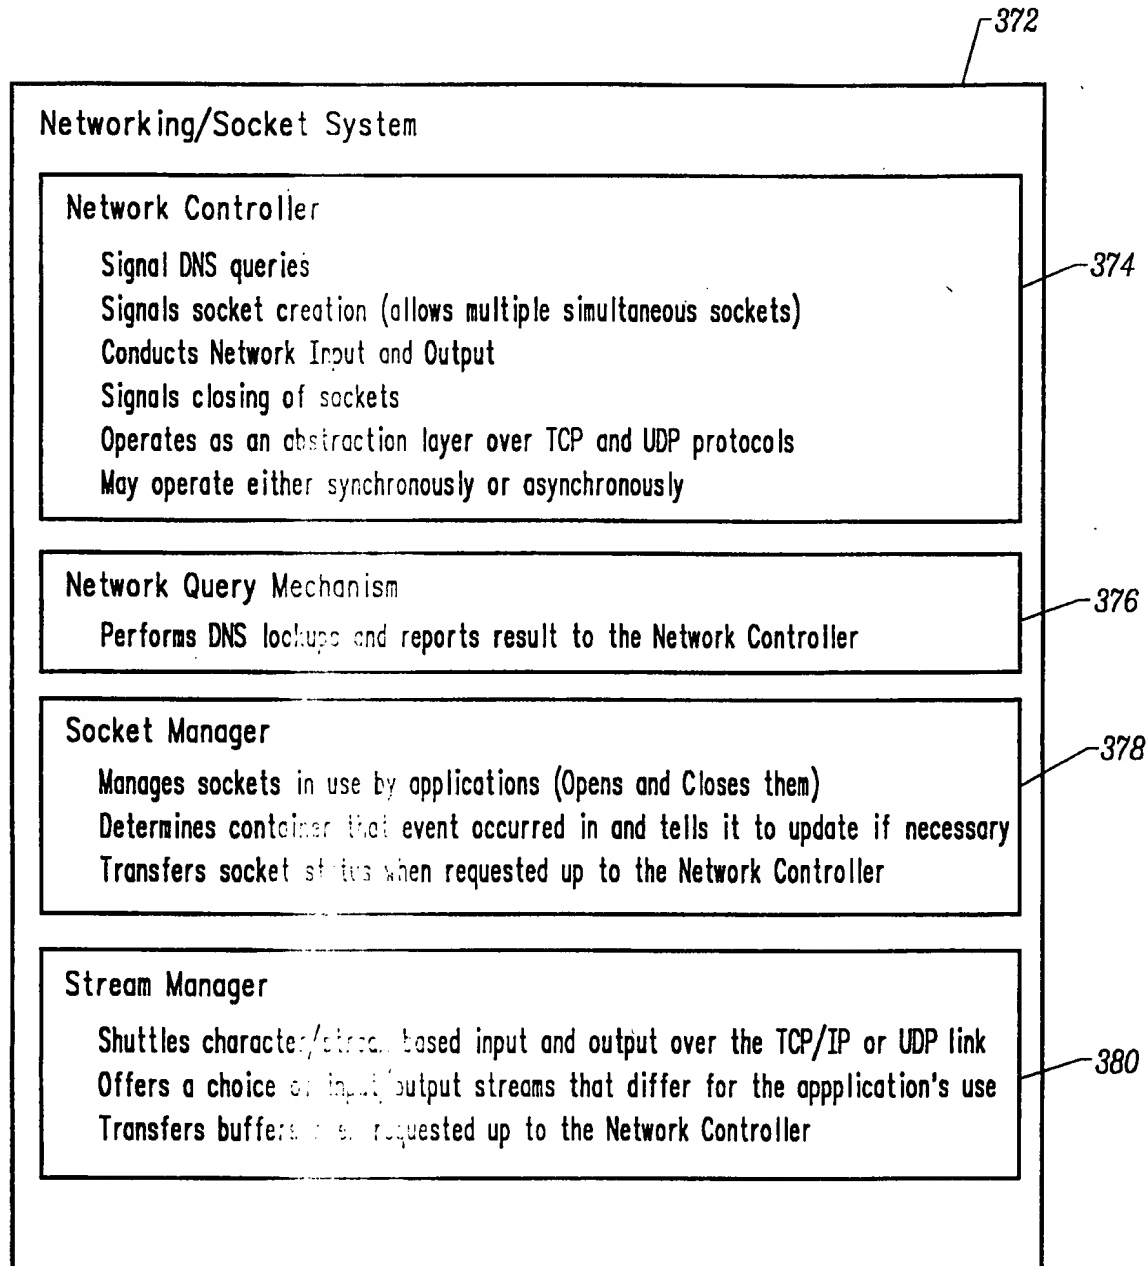 372
Networking/Socket System
Network Controller
374
Signal DNS queries
Signals socket creation (allows multiple simultaneous sockets)
Conducts Network Input and Output
Signals closing of sockets
Operates as an abstraction layer over TCP and UDP protocols
May operate either synchronously or asynchronously
Network Query Mechanism
376
Performs DNS lookups and reports result to the Network Controller
Socket Manager
378
Manages sockets in use by applications (Opens and Closes them)
Determines container that event occurred in and tells it to update if necessary
Transfers socket status when requested up to the Network Controller
Stream Manager
Shuttles character/stream based input and output over the TCP/IP or UDP link
380
Offers a choice of input/output streams that differ for the appplication's use
Transfers buffers requested up to the Network Controller